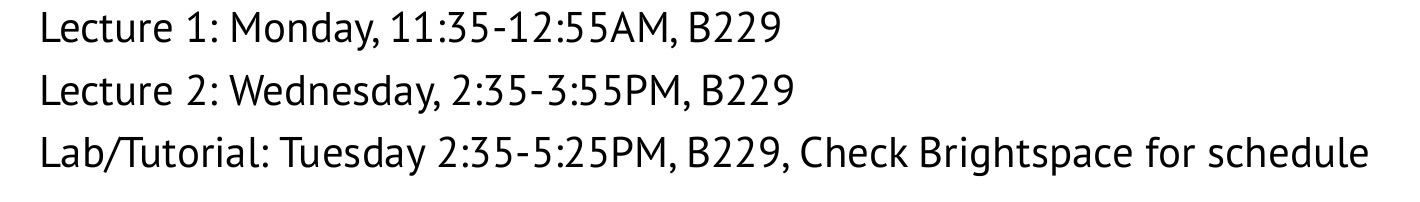 Lecture 1: Monday, 11:35-12:55AM, B229
Lecture 2: Wednesday, 2:35-3:55PM, B229
Lab/Tutorial: Tuesday 2:35-5:25PM, B229, Check Brightspace for schedule